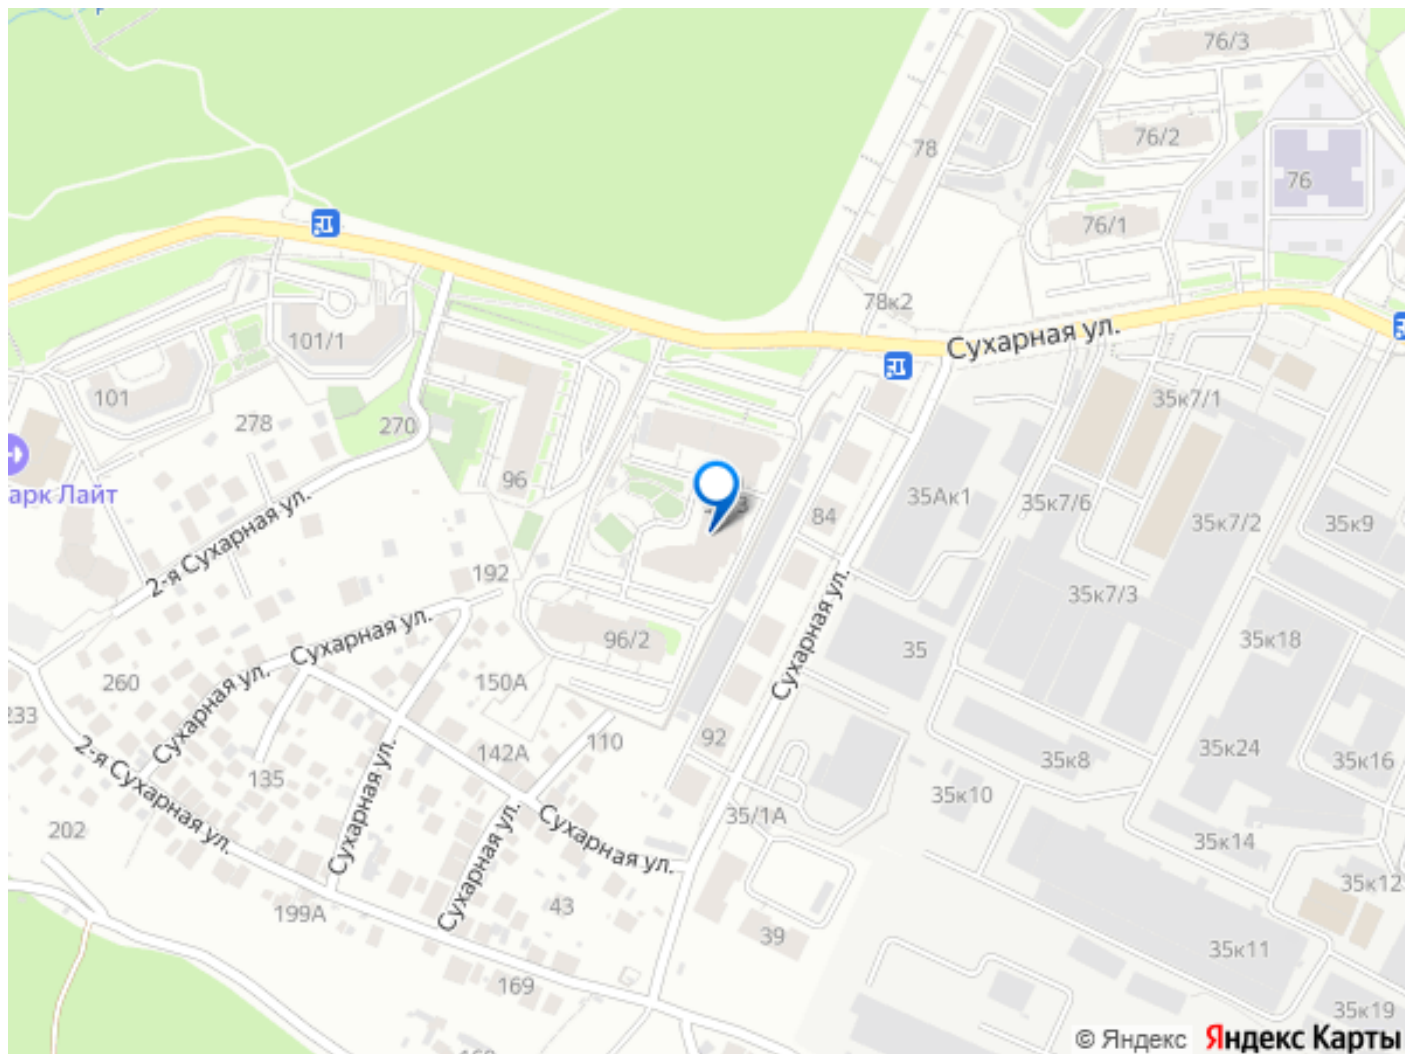 76/3
78
76/2
76
76/1
78к2
Сухарная ул.
101/1
101
278
270
35к7/1
96
35Ак1
35к7/6
35к7/2
35к9
арк Лайт
84
2-я Сухарная ул.
192
35к7/3
Сухарная ул.
Сухарная ул.
96/2
35
35к18
260
150А
Сухарная ул.
233
142А
110
92
35к24
35к8
35к16
2-я Сухарная ул.
135
Сухарная ул.
35к10
35/1А
202
Сухарная ул.
Сухарная ул.
35к14
35к12
199А
43
39
35к11
169
35к19
© Яндекс Яндекс Карты